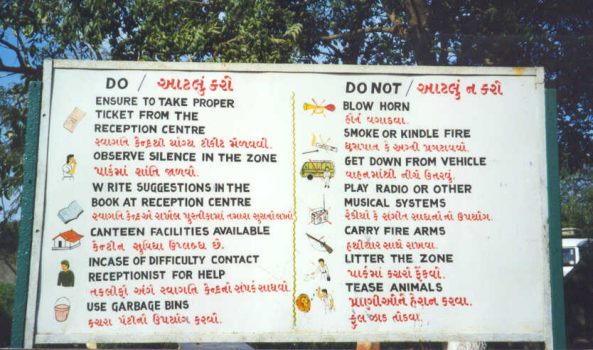 DO / આટલું કરો
ENSURE TO TAKE PROPER
TICKET FROM THE
RECEPTION CENTRE
સ્વાગત કેન્દ્રથી યોગ્ય ટીકીટ મેળવવી.
OBSERVE SILENCE IN THE ZONE
પાર્કમાં શાંતિ જાળવી.
WRITE SUGGESTIONS IN THE
BOOK AT RECEPTION CENTRE
સ્વાગતિ કેન્દ્રએ રાખેલ પુસ્તીકામાં તમારા સુચનો લખો
CANTEEN FACILITIES AVAILABLE
કેન્ટીન સુવિધા ઉપલબ્ધ છે.
INCASE OF DIFFICULTY CONTACT
RECEPTIONIST FOR HELP
તકલીફો અંગે સ્વાગતિ કેન્દ્રનો સંપર્ક સાધવો.
USE GARBAGE BINS
કચરા પેટીનો ઉપયોગ કરવો.
DO NOT / આટલું ન કરો
BLOW HORN
હોર્ન વગાડવા.
SMOKE OR KINDLE FIRE
ધુમ્રપાન કે અગ્ની પ્રગટાવવી.
GET DOWN FROM VEHICLE
વાહનમાંથી નીચે ઉતરવું.
PLAY RADIO OR OTHER
MUSICAL SYSTEMS
રેડીયો કે સંગીત સાધનોનો ઉપયોગ.
CARRY FIRE ARMS
હથીયાર સાથે રાખવા.
LITTER THE ZONE
પાર્કમાં કચરો ફેંકવો.
TEASE ANIMALS
પ્રાણીઓને હેરાન કરવા.
ફુલ ઝાડ તોડવા.